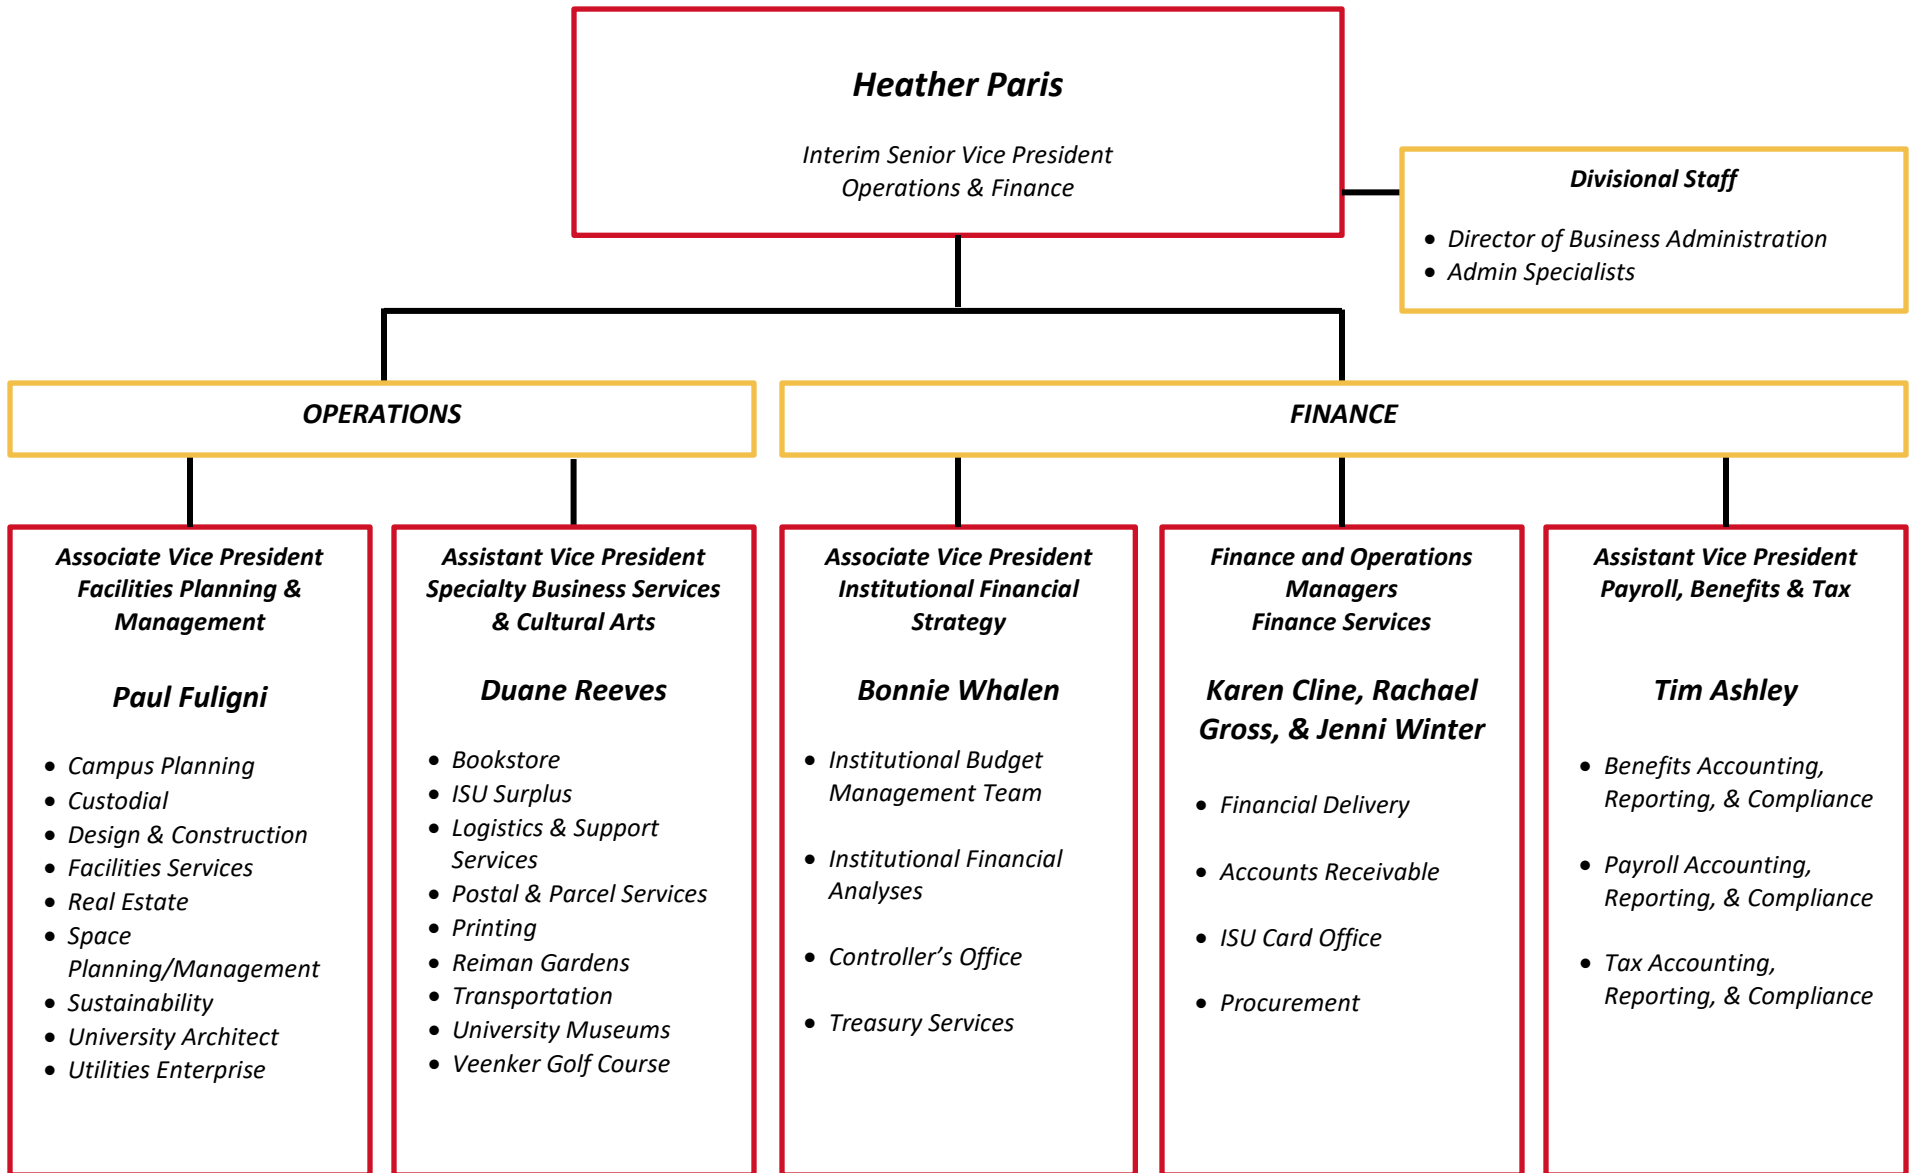 Heather Paris
Interim Senior Vice President
Operations & Finance
Divisional Staff
• Director of Business Administration
• Admin Specialists
OPERATIONS
FINANCE
Associate Vice President
Facilities Planning &
Management
Paul Fuligni
• Campus Planning
• Custodial
• Design & Construction
• Facilities Services
• Real Estate
• Space
Planning/Management
• Sustainability
• University Architect
• Utilities Enterprise
Assistant Vice President
Specialty Business Services
& Cultural Arts
Duane Reeves
• Bookstore
• ISU Surplus
• Logistics & Support
Services
• Postal & Parcel Services
• Printing
• Reiman Gardens
• Transportation
• University Museums
• Veenker Golf Course
Associate Vice President
Institutional Financial
Strategy
Bonnie Whalen
• Institutional Budget
Management Team
• Institutional Financial
Analyses
• Controller’s Office
• Treasury Services
Finance and Operations
Managers
Finance Services
Karen Cline, Rachael
Gross, & Jenni Winter
• Financial Delivery
• Accounts Receivable
• ISU Card Office
• Procurement
Assistant Vice President
Payroll, Benefits & Tax
Tim Ashley
• Benefits Accounting,
Reporting, & Compliance
• Payroll Accounting,
Reporting, & Compliance
• Tax Accounting,
Reporting, & Compliance